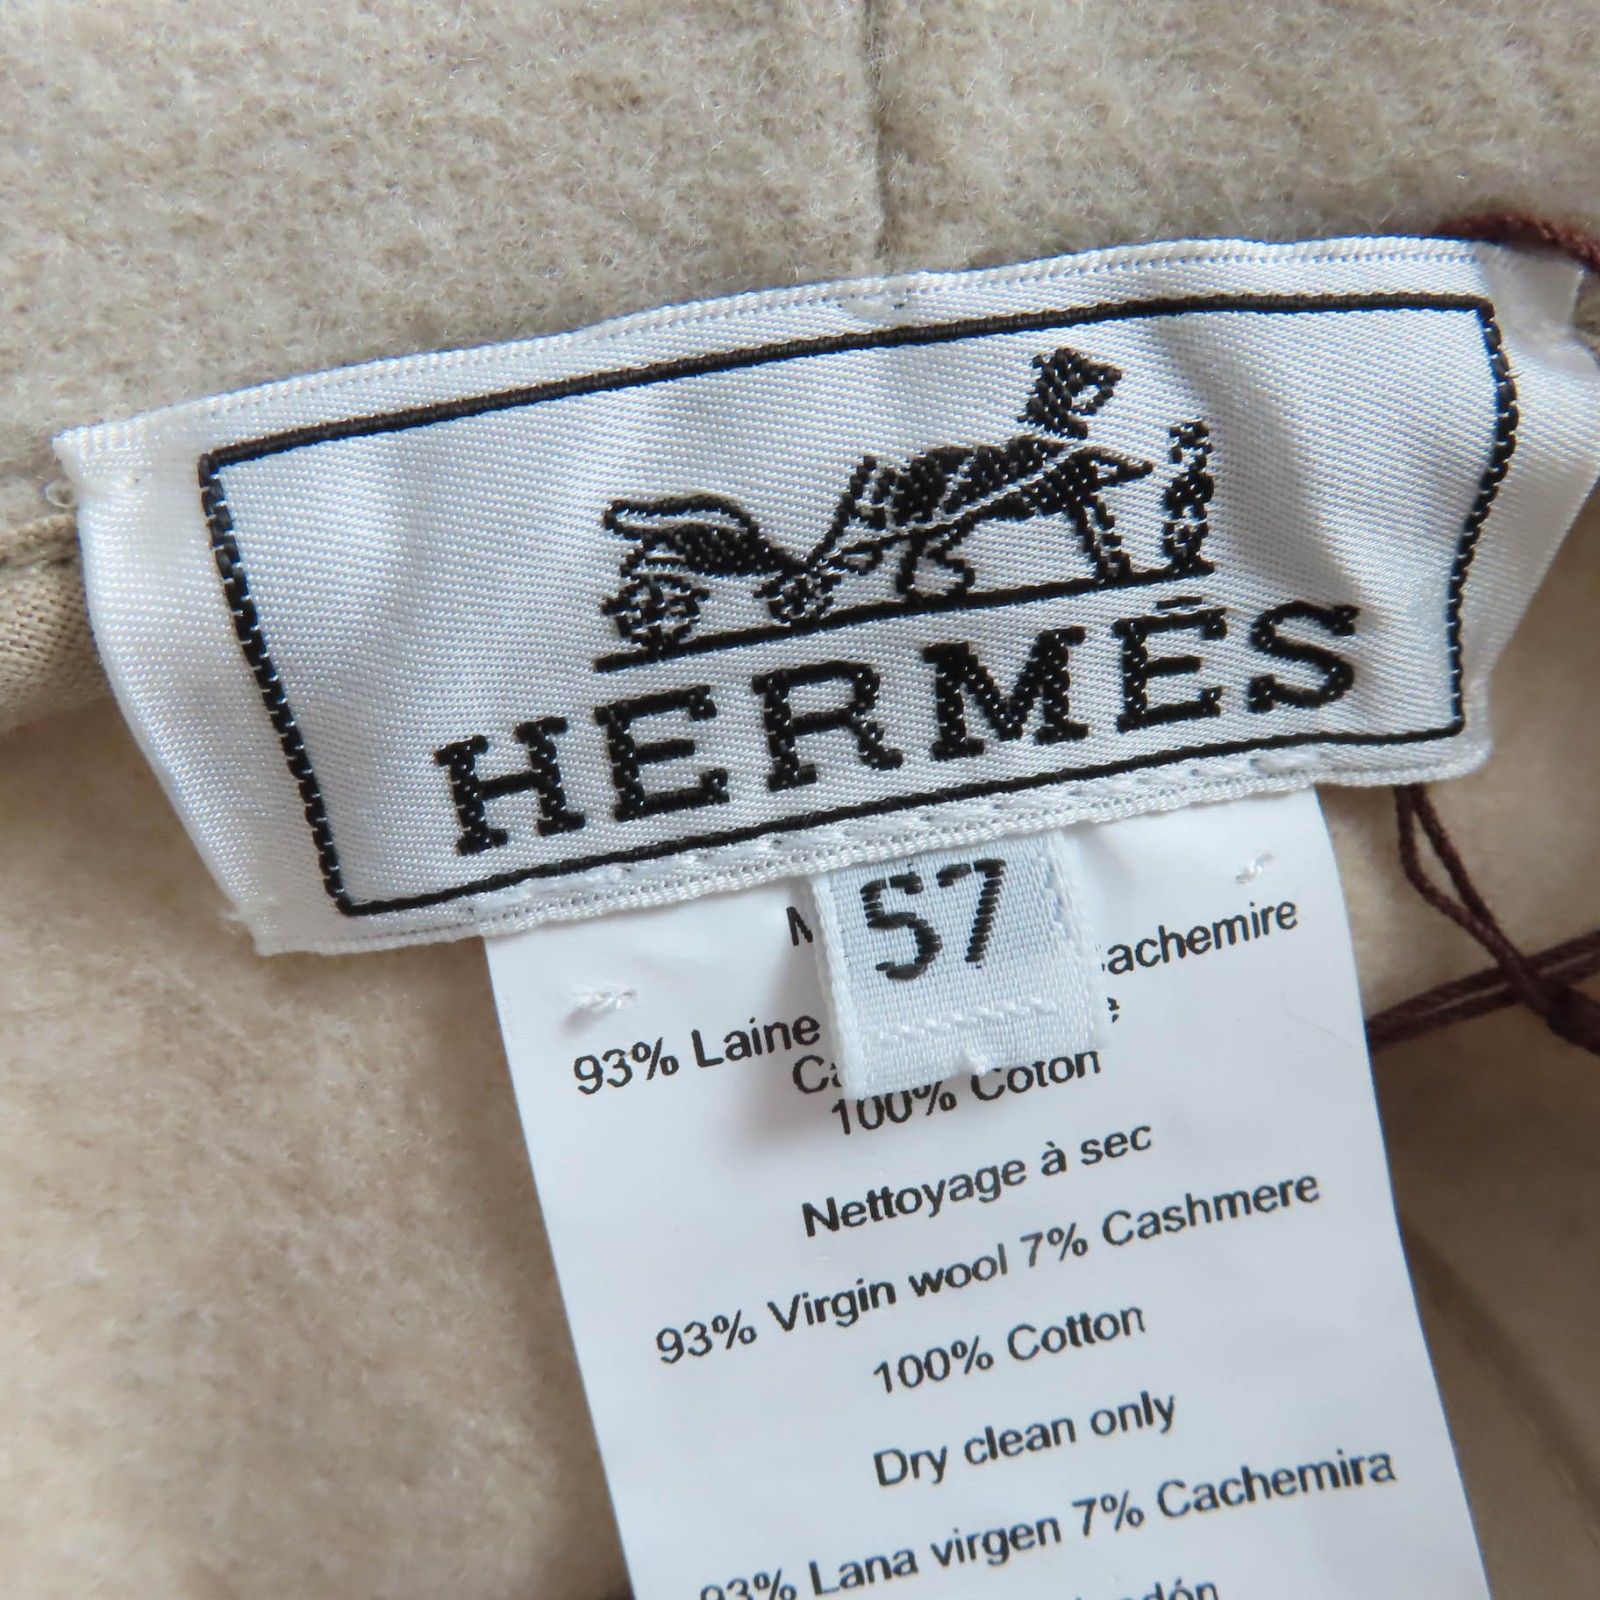 HERMÈS
57
93% Laine
100% Coton
Nettoyage à sec
93% Virgin wool 7% Cashmere
100% Cotton
Dry clean only
93% Lana virgen 7% Cachemira